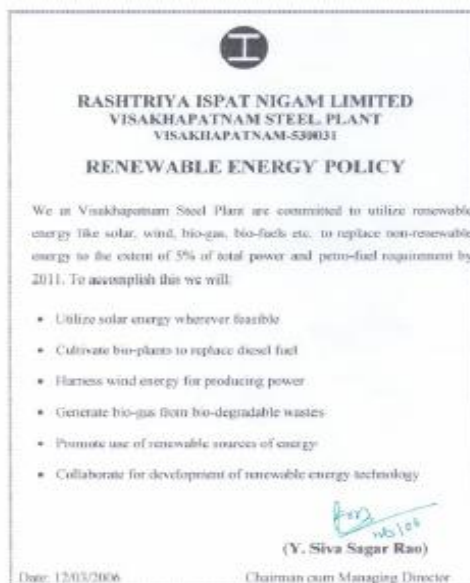 RASHTRIYA ISPAT NIGAM LIMITED
VISAKHAPATNAM STEEL PLANT
VISAKHAPATNAM-530031
RENEWABLE ENERGY POLICY
We at Visakhapatnam Steel Plant are committed to utilize renewable
energy like solar, wind, bio-gas, bio-fuels etc. to replace non-renewable
energy to the extent of 5% of total power and petro-fuel requirement by
2011. To accomplish this we will:
• Utilize solar energy wherever feasible
• Cultivate bio-plants to replace diesel fuel
• Harness wind energy for producing power
• Generate bio-gas from bio-degradable wastes
• Promote use of renewable sources of energy
• Collaborate for development of renewable energy technology
(Y. Siva Sagar Rao)
Date: 12/03/2006 Chairman cum Managing Director